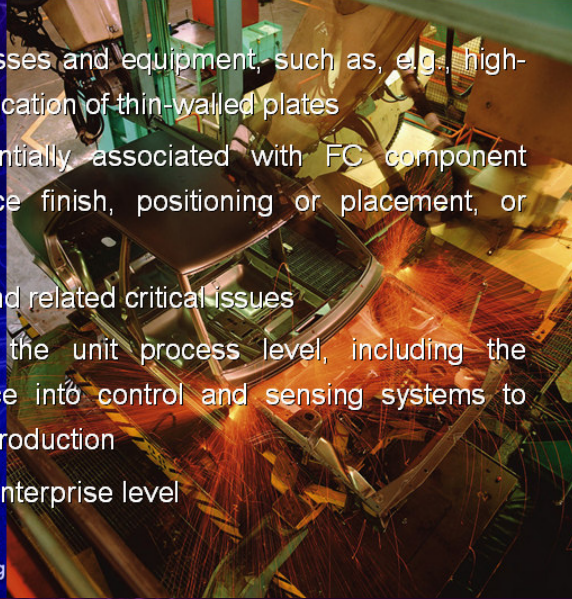 sses and equipment, such as, e.g., high-
cation of thin-walled plates
ntially associated with FC component
ce finish, positioning or placement, or
nd related critical issues
the unit process level, including the
ce into control and sensing systems to
roduction
nterprise level
g